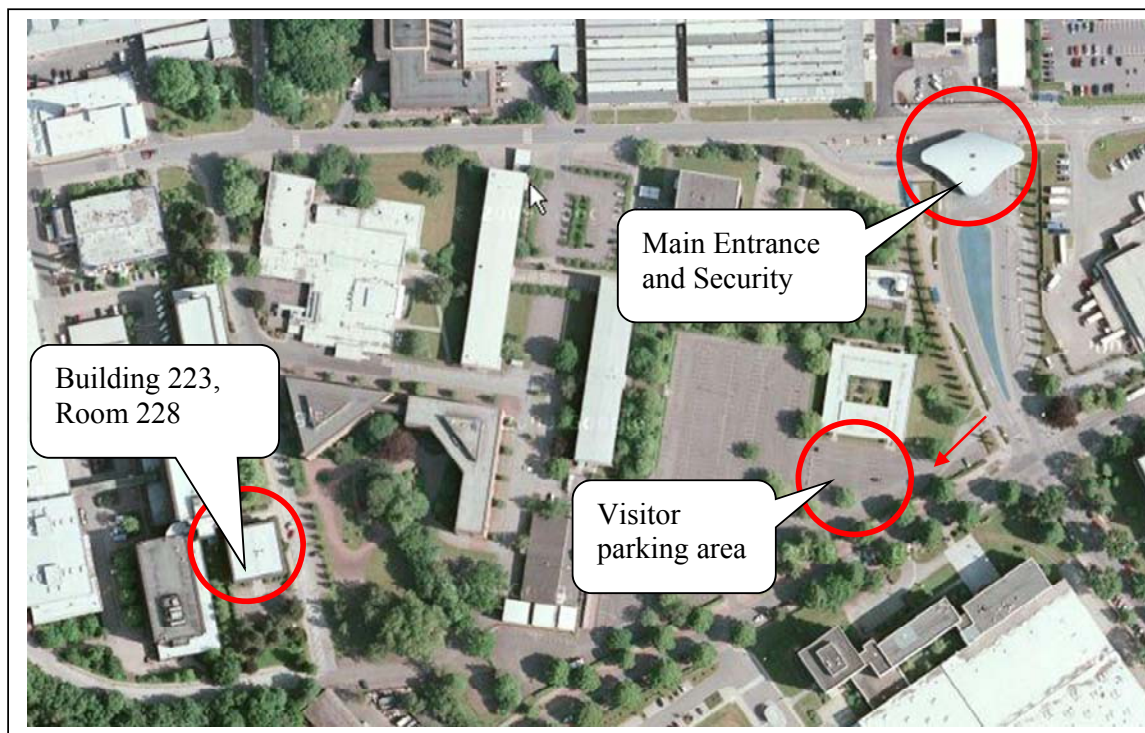 Main Entrance
and Security
Building 223,
Room 228
Visitor
parking area